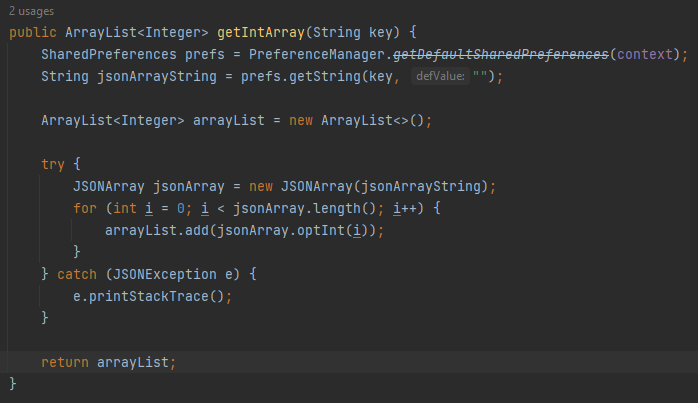 2 usages
public ArrayList<Integer> getIntArray(String key) {
    SharedPreferences prefs = PreferenceManager.getDefaultSharedPreferences(context);
    String jsonArrayString = prefs.getString(key, defValue: "");
    ArrayList<Integer> arrayList = new ArrayList<>();
    try {
        JSONArray jsonArray = new JSONArray(jsonArrayString);
        for (int i = 0; i < jsonArray.length(); i++) {
            arrayList.add(jsonArray.optInt(i));
        }
    } catch (JSONException e) {
        e.printStackTrace();
    }
    return arrayList;
}